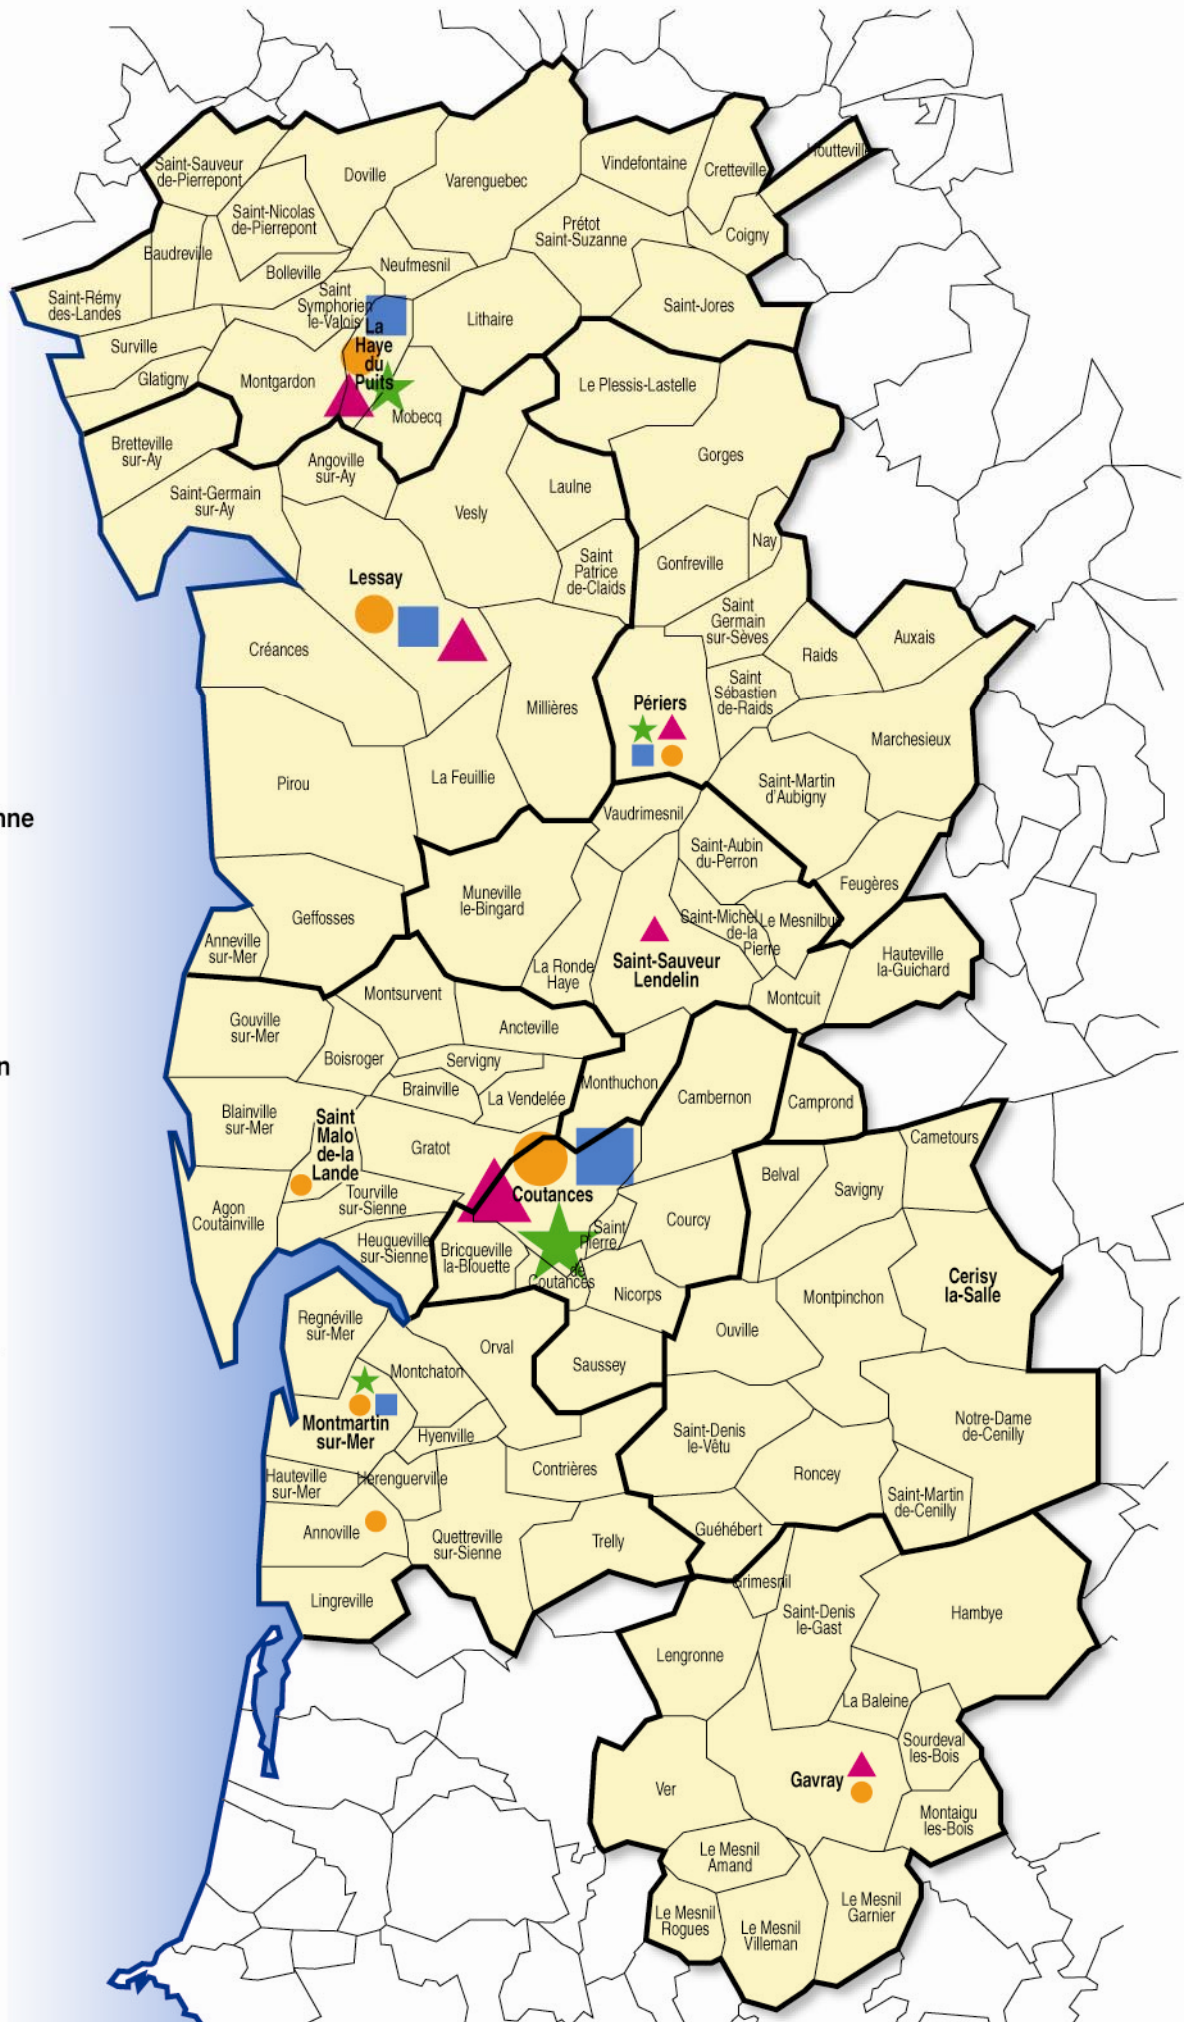 Houtteville
Saint-Sauveur
de-Pierrepont
Doville
Varenguebec
Vindefontaine
Cretteville
Saint-Nicolas
de-Pierrepont
Prétot
Saint-Suzanne
Coigny
Baudreville
Bolleville
Neufmesnil
Saint-Rémy
des-Landes
Saint
Symphorien
le-Valois
Lithaire
Saint-Jores
La
Haye
du
Puits
Surville
Glatigny
Montgardon
Mobecq
Le Plessis-Lastelle
Bretteville
sur-Ay
Angoville
sur-Ay
Gorges
Saint-Germain
sur-Ay
Laulne
Vesly
Nay
Gonfreville
Saint
Patrice
de-Claids
Lessay
Saint
Germain
sur-Sèves
Auxais
Raids
Créances
Saint
Sébastien
de-Raids
Périers
Millières
Marchesieux
Pirou
La Feuillie
Saint-Martin
d'Aubigny
nne
Vaudrimesnil
Saint-Aubin
du-Perron
Feugères
Muneville
le-Bingard
Geffosses
Saint-Michel
de-la
Pierre
Le Mesnilbus
Anneville
sur-Mer
La Ronde
Haye
Saint-Sauveur
Lendelin
Hauteville
la-Guichard
Montsurvent
Montcuit
Gouville
sur-Mer
Ancteville
Boisroger
Servigny
n
Brainville
La Vendelée
Monthuchon
Cambernon
Camprond
Blainville
sur-Mer
Saint
Malo
de-la
Lande
Gratot
Cametours
Belval
Savigny
Agon
Coutainville
Tourville
sur-Sienne
Coutances
Courcy
Heugueville
sur-Sienne
Bricqueville
la-Blouette
Saint
Pierre
de
Coutances
Nicorps
Cerisy
la-Salle
Montpinchon
Regnéville
sur-Mer
Orval
Ouville
Montchaton
Saussey
Montmartin
sur-Mer
Hyenville
Saint-Denis
le-Vêtu
Notre-Dame
de-Cenilly
Hauteville
sur-Mer
Hérenguerville
Contrières
Roncey
Saint-Martin
de-Cenilly
Annoville
Quettreville
sur-Sienne
Trelly
Guéhébert
Lingreville
Grimesnil
Saint-Denis
le-Gast
Hambye
Lengronne
La Baleine
Sourdeval
les-Bois
Ver
Gavray
Montaigu
les-Bois
Le Mesnil
Amand
Le Mesnil
Rogues
Le Mesnil
Villeman
Le Mesnil
Garnier